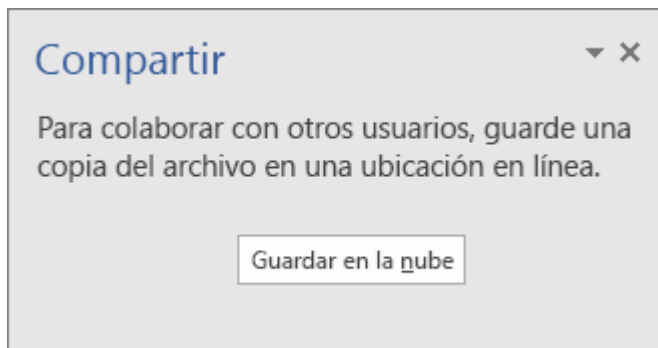 Compartir
Para colaborar con otros usuarios, guarde una
copia del archivo en una ubicación en línea.
Guardar en la nube